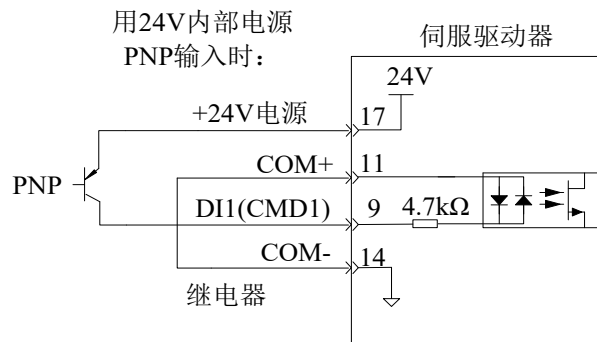 用24V内部电源
PNP输入时：
伺服驱动器
24V
+24V电源
17
COM+
11
PNP
DI1(CMD1)
9
4.7kΩ
COM-
14
继电器